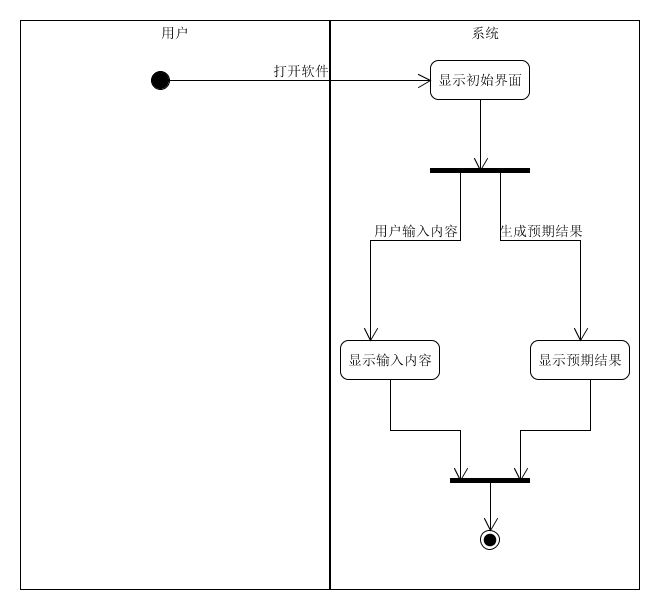 用户
系统
打开软件
显示初始界面
用户输入内容
生成预期结果
显示输入内容
显示预期结果